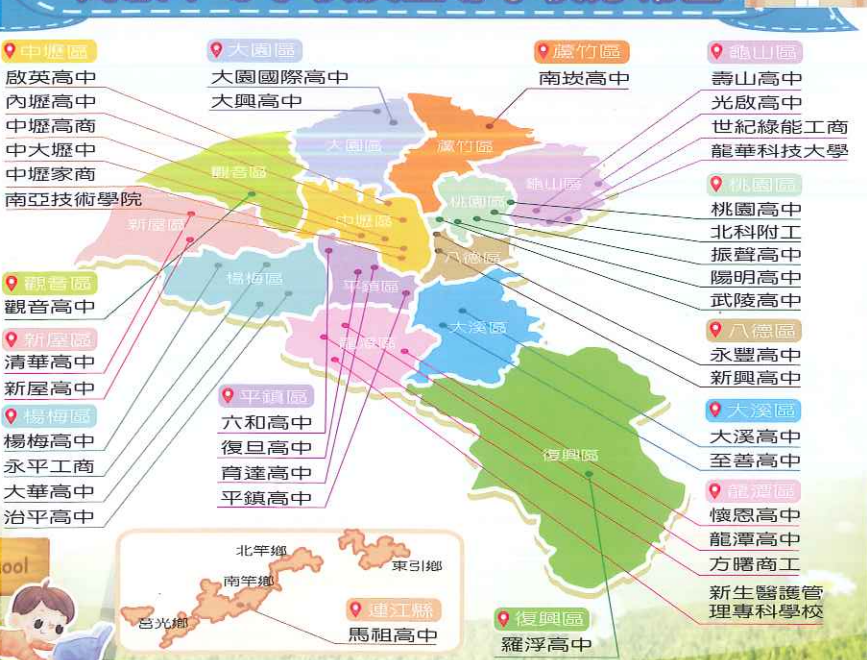 中壢區
啟英高中
內壢高中
中壢高商
中大壢中
中壢家商
南亞技術學院
大園區
大園國際高中
大興高中
蘆竹區
南崁高中
龜山區
壽山高中
光啟高中
世紀綠能工商
龍華科技大學
桃園區
桃園高中
北科附工
振聲高中
陽明高中
武陵高中
八德區
永豐高中
新興高中
大溪區
大溪高中
至善高中
龍潭區
懷恩高中
龍潭高中
方曙商工
新生醫護管
理專科學校
觀音區
觀音高中
新屋區
清華高中
新屋高中
楊梅區
楊梅高中
永平工商
大華高中
治平高中
平鎮區
六和高中
復旦高中
育達高中
平鎮高中
復興區
羅浮高中
連江縣
馬祖高中
北竿鄉
南竿鄉
東引鄉
莒光鄉
大園區
蘆竹區
觀音區
龜山區
桃園區
中壢區
新屋區
八德區
楊梅區
平鎮區
大溪區
龍潭區
復興區
ool